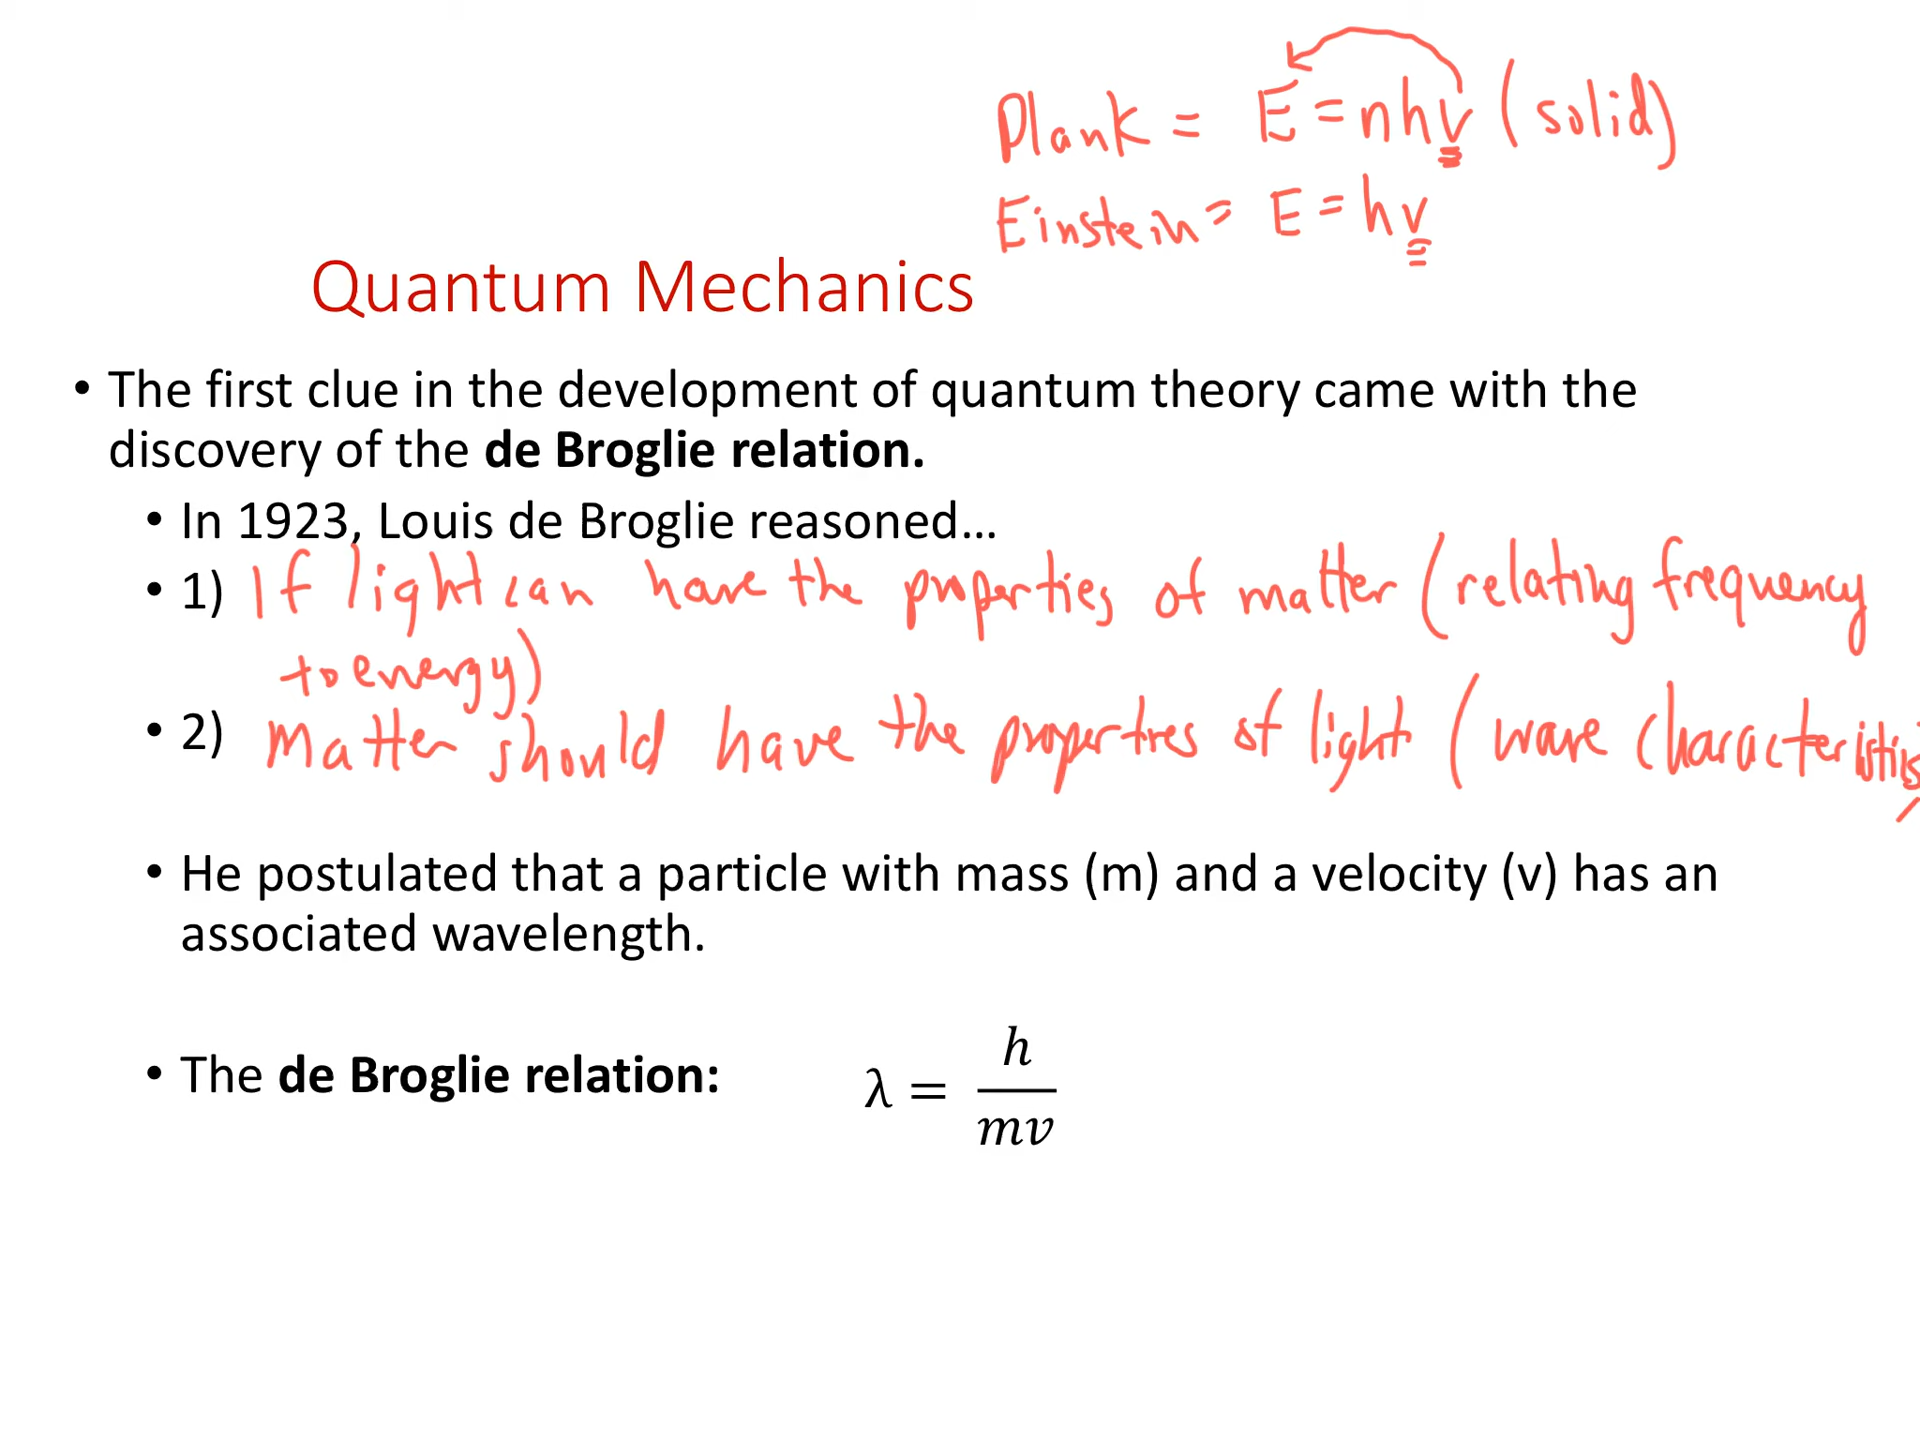 Plank = E = nhv (solid)
Einstein = E = hv
Quantum Mechanics
• The first clue in the development of quantum theory came with the
discovery of the de Broglie relation.
• In 1923, Louis de Broglie reasoned...
• 1) If light can have the properties of matter (relating frequency
to energy)
• 2) Matter should have the properties of light (wave characteristics)
• He postulated that a particle with mass (m) and a velocity (v) has an
associated wavelength.
• The de Broglie relation: λ = h/mv